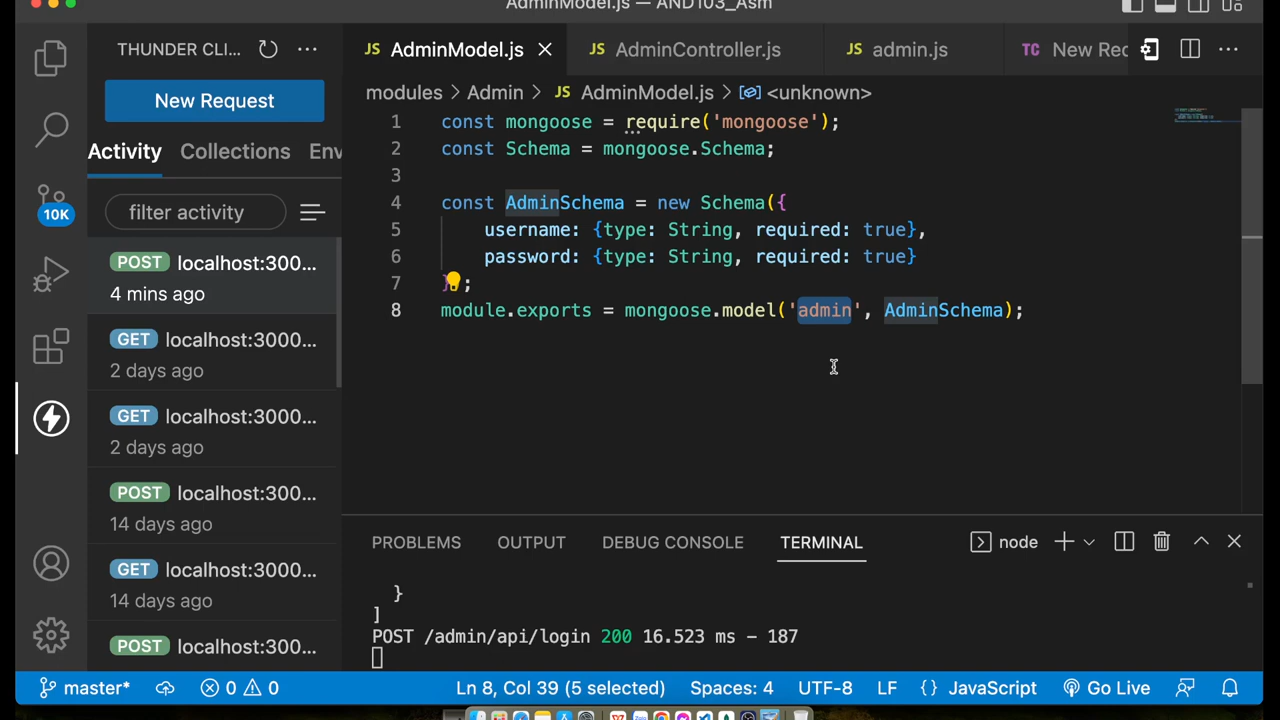 AdminModel.js — AND103_Asm
THUNDER CLI...
AdminModel.js
AdminController.js
admin.js
New Rec
New Request
modules > Admin > JS AdminModel.js > <unknown>
Activity
Collections
Env
filter activity
10K
POST localhost:300...
4 mins ago
GET localhost:3000...
2 days ago
GET localhost:3000...
2 days ago
POST localhost:300...
14 days ago
GET localhost:3000...
14 days ago
POST localhost:300...
1 const mongoose = require('mongoose');
2 const Schema = mongoose.Schema;
3
4 const AdminSchema = new Schema({
5 username: {type: String, required: true},
6 password: {type: String, required: true}
7 };
8 module.exports = mongoose.model('admin', AdminSchema);
PROBLEMS
OUTPUT
DEBUG CONSOLE
TERMINAL
node
}
]
POST /admin/api/login 200 16.523 ms - 187
master*
0
0
Ln 8, Col 39 (5 selected)
Spaces: 4
UTF-8
LF
{} JavaScript
Go Live